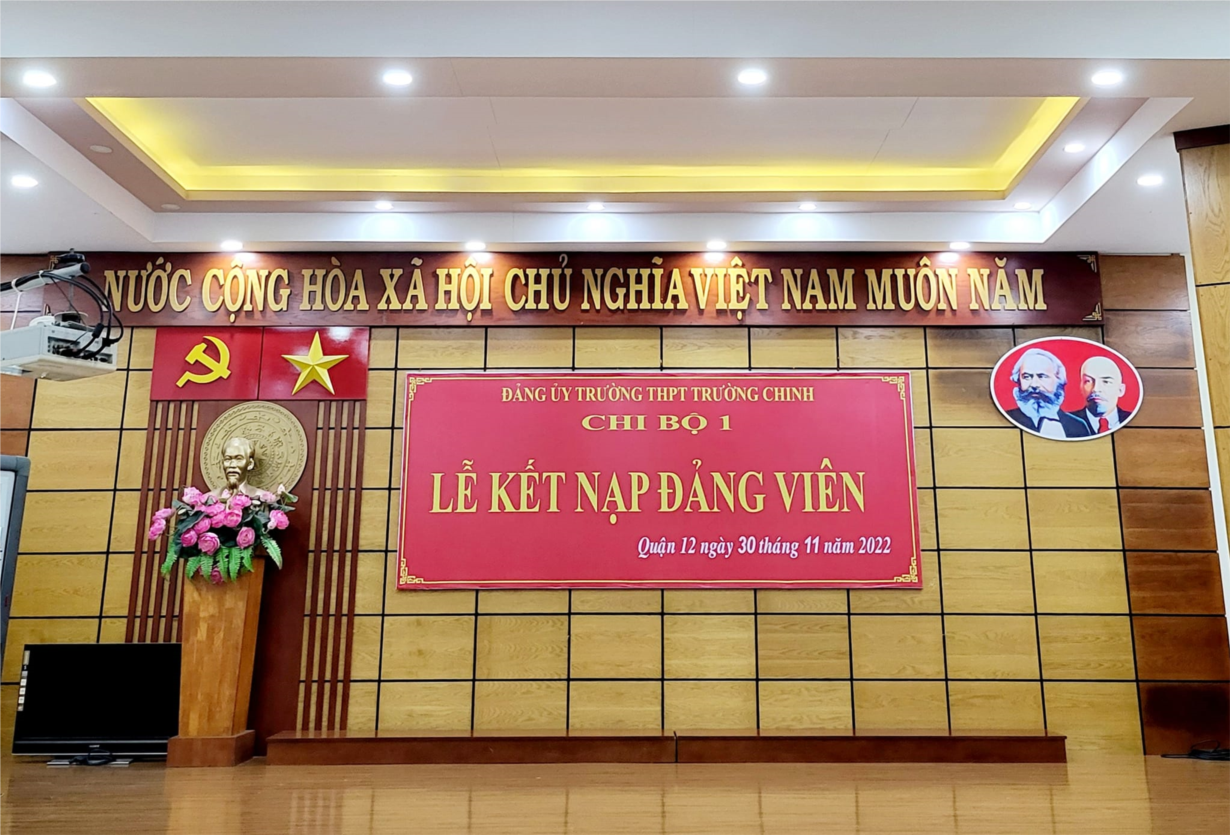 NƯỚC CỘNG HÒA XÃ HỘI CHỦ NGHĨA VIỆT NAM MUÔN NĂM
ĐẢNG ỦY TRƯỜNG THPT TRƯỜNG CHINH
CHI BỘ 1
LỄ KẾT NẠP ĐẢNG VIÊN
Quận 12 ngày 30 tháng 11 năm 2022